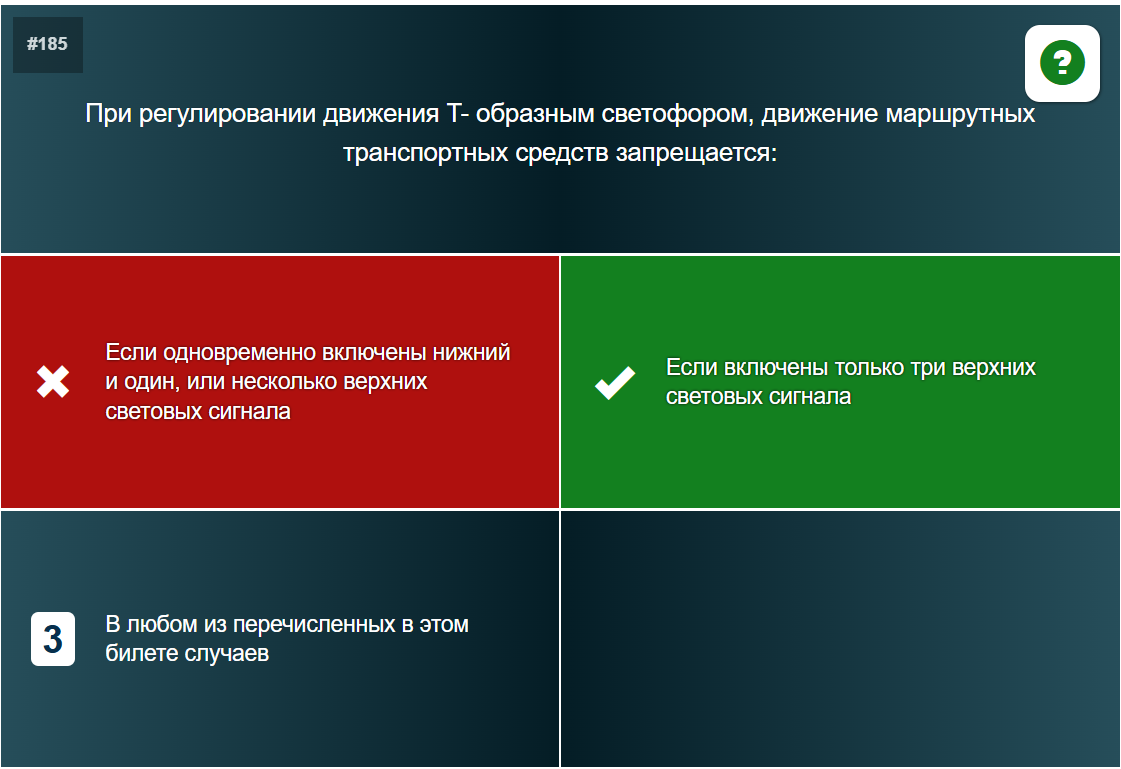 #185
?
При регулировании движения Т- образным светофором, движение маршрутных
транспортных средств запрещается:
Если одновременно включены нижний
и один, или несколько верхних
световых сигнала
Если включены только три верхних
световых сигнала
3
В любом из перечисленных в этом
билете случаев